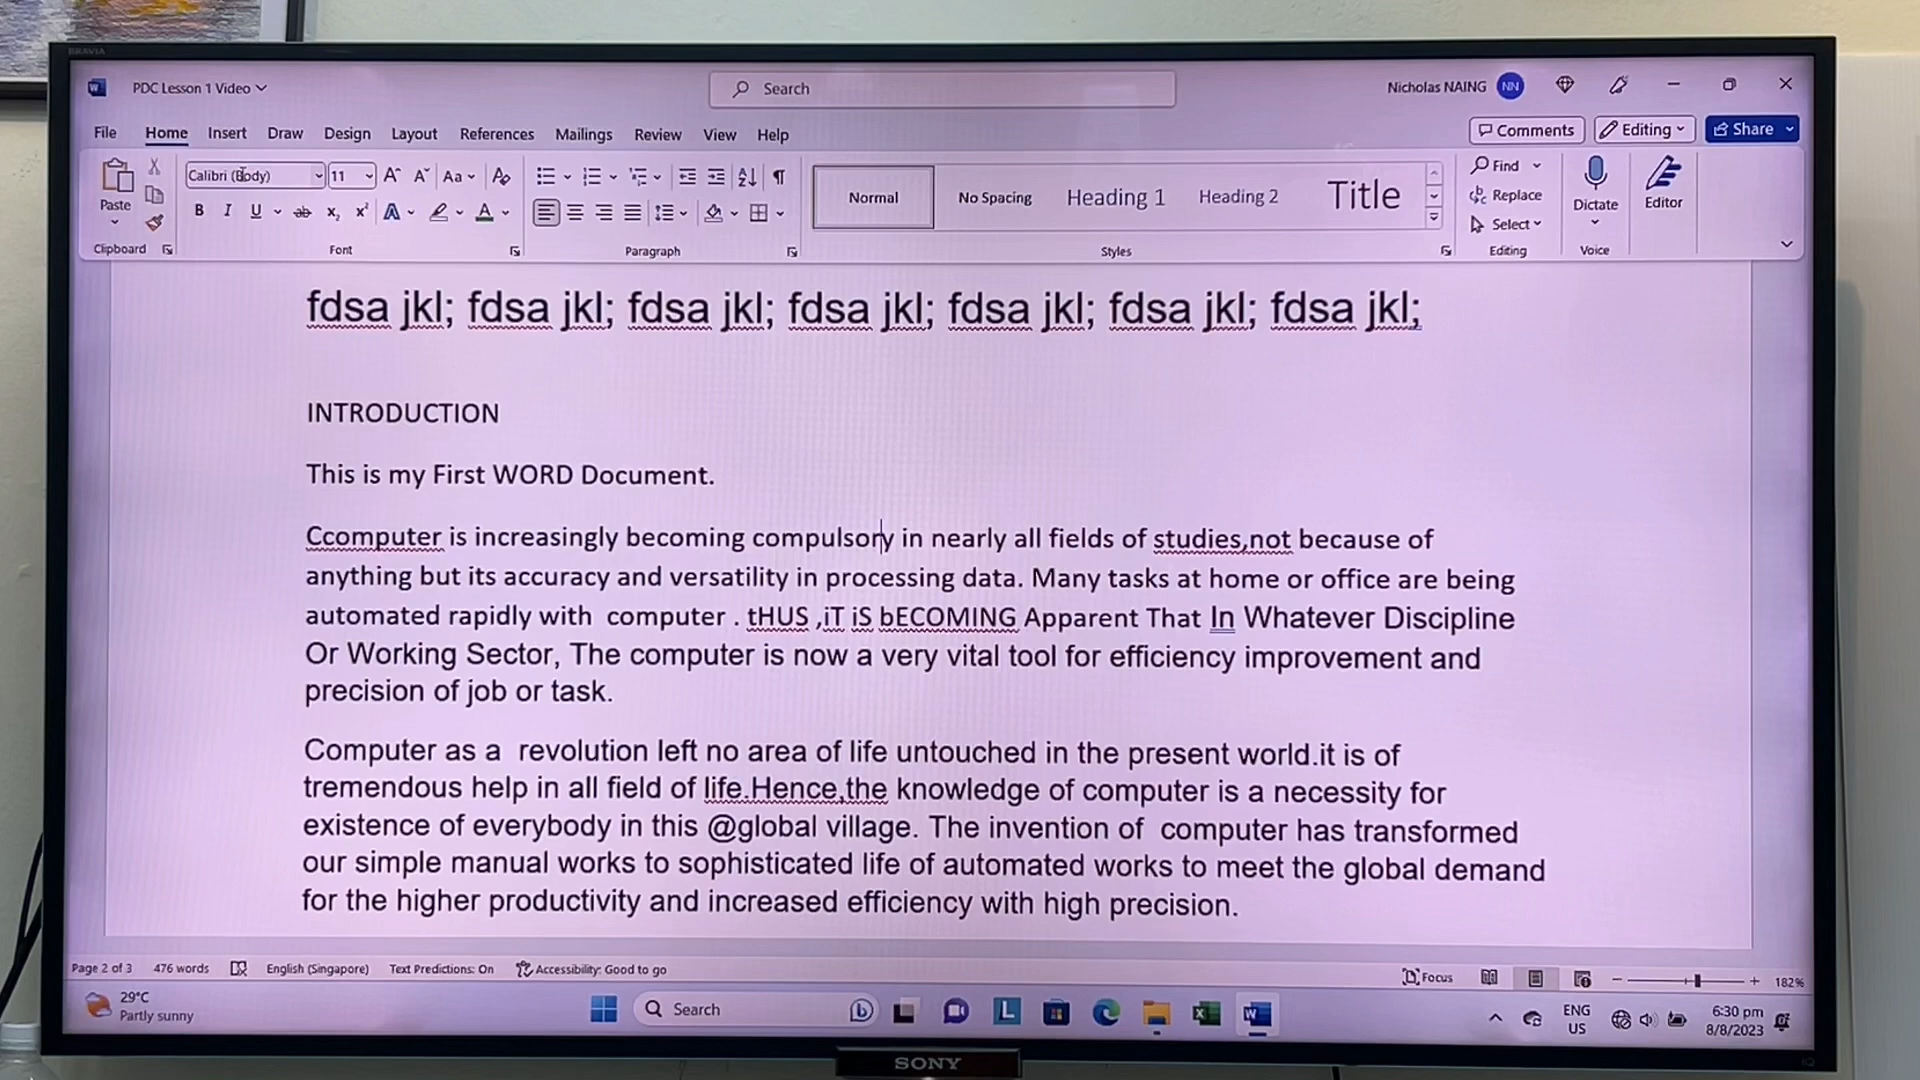 BRAVIA
PDC Lesson 1 Video
Search
Nicholas NAING NN
File Home Insert Draw Design Layout References Mailings Review View Help
Comments Editing Share
Paste
Clipboard
Calibri (Body) 11
Aa
B I U ab x₂ x² A A
Font
Paragraph
Normal No Spacing Heading 1 Heading 2 Title
Styles
Find
Replace
Select
Editing
Dictate
Voice
Editor
fdsa jkl; fdsa jkl; fdsa jkl; fdsa jkl; fdsa jkl; fdsa jkl; fdsa jkl;
INTRODUCTION
This is my First WORD Document.
Ccomputer is increasingly becoming compulsory in nearly all fields of studies,not because of
anything but its accuracy and versatility in processing data. Many tasks at home or office are being
automated rapidly with  computer . tHUS ,iT iS bECOMING Apparent That In Whatever Discipline
Or Working Sector, The computer is now a very vital tool for efficiency improvement and
precision of job or task.
Computer as a  revolution left no area of life untouched in the present world.it is of
tremendous help in all field of life.Hence,the knowledge of computer is a necessity for
existence of everybody in this @global village. The invention of  computer has transformed
our simple manual works to sophisticated life of automated works to meet the global demand
for the higher productivity and increased efficiency with high precision.
Page 2 of 3 476 words English (Singapore) Text Predictions: On Accessibility: Good to go
Focus 182%
29°C
Partly sunny
Search
ENG
US
6:30 pm
8/8/2023
SONY